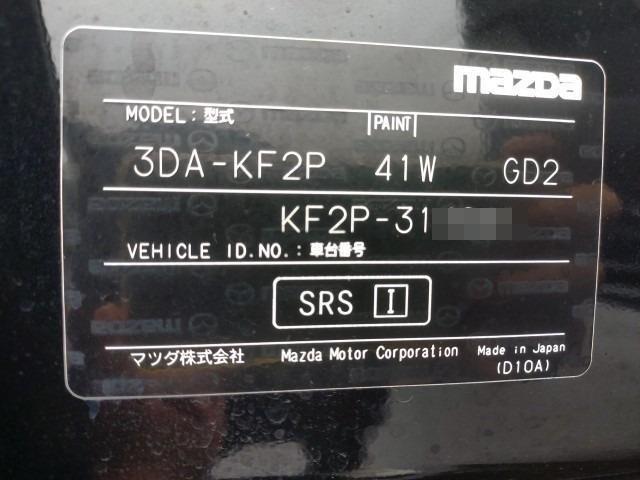 mazda
MODEL : 型式 PAINT
3DA-KF2P 41W GD2
KF2P-31
VEHICLE ID.NO. : 車台番号
SRS I
マツダ株式会社 Mazda Motor Corporation Made in Japan
(D10A)